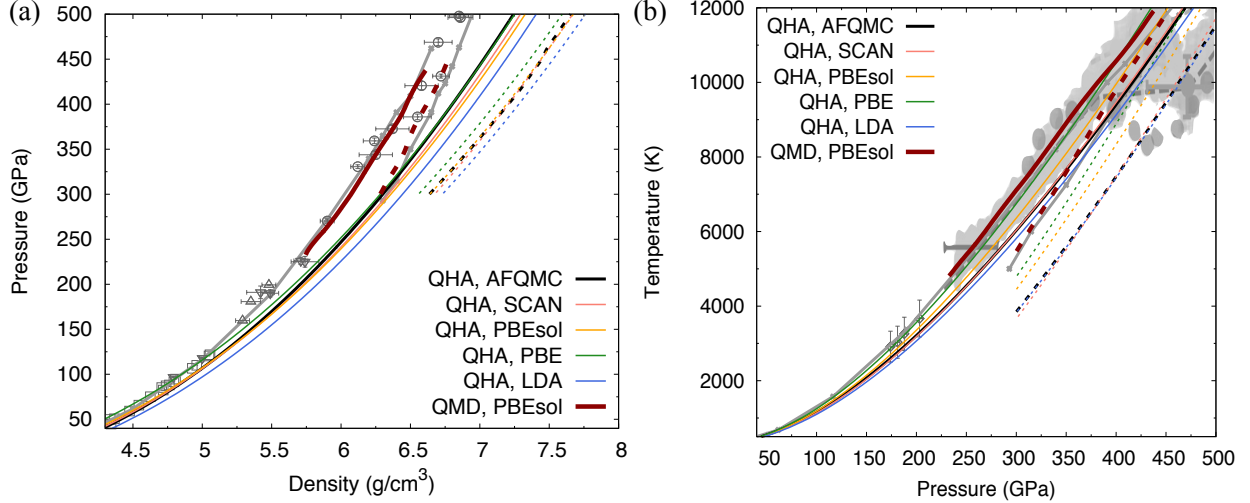 (a)
500
450
400
350
300
250
200
150
100
50
Pressure (GPa)
QHA, AFQMC
QHA, SCAN
QHA, PBEsol
QHA, PBE
QHA, LDA
QMD, PBEsol
4.5 5 5.5 6 6.5 7 7.5 8
Density (g/cm³)
(b)
12000
10000
8000
6000
4000
2000
Temperature (K)
QHA, AFQMC
QHA, SCAN
QHA, PBEsol
QHA, PBE
QHA, LDA
QMD, PBEsol
50 100 150 200 250 300 350 400 450 500
Pressure (GPa)